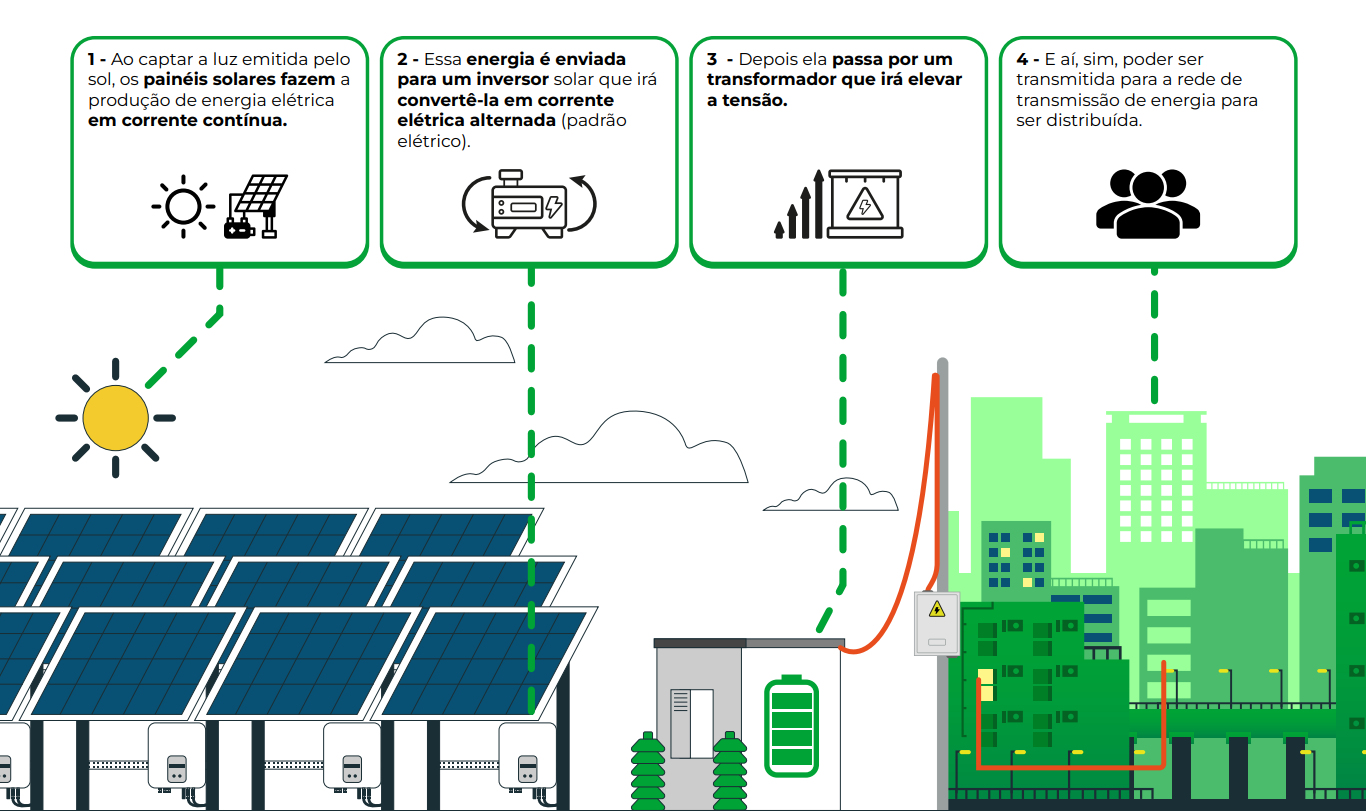 1 - Ao captar a luz emitida pelo
sol, os painéis solares fazem a
produção de energia elétrica
em corrente contínua.
2 - Essa energia é enviada
para um inversor solar que irá
convertê-la em corrente
elétrica alternada (padrão
elétrico).
3 - Depois ela passa por um
transformador que irá elevar
a tensão.
4 - E aí, sim, poder ser
transmitida para a rede de
transmissão de energia para
ser distribuída.